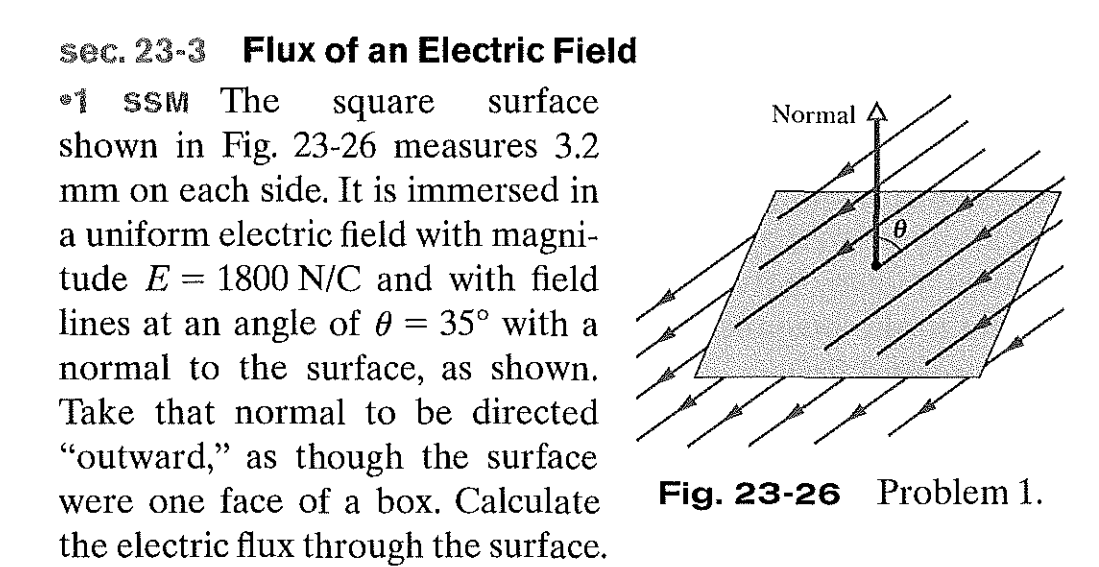 sec. 23-3 Flux of an Electric Field
•1 SSM The square surface
shown in Fig. 23-26 measures 3.2
mm on each side. It is immersed in
a uniform electric field with magni-
tude E = 1800 N/C and with field
lines at an angle of θ = 35° with a
normal to the surface, as shown.
Take that normal to be directed
“outward,” as though the surface
were one face of a box. Calculate
the electric flux through the surface.
Normal
θ
Fig. 23-26 Problem 1.